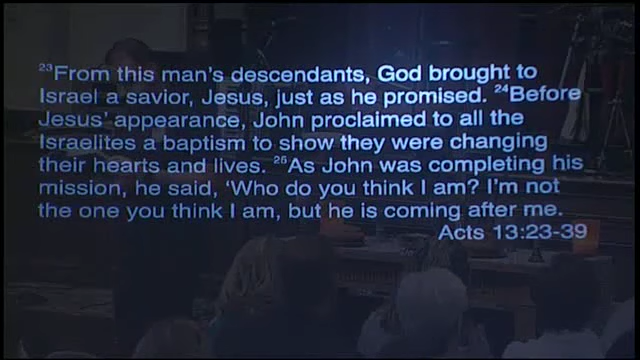 ²³From this man's descendants, God brought to
Israel a savior, Jesus, just as he promised. ²⁴Before
Jesus' appearance, John proclaimed to all the
Israelites a baptism to show they were changing
their hearts and lives. ²⁵As John was completing his
mission, he said, 'Who do you think I am? I'm not
the one you think I am, but he is coming after me.
Acts 13:23-39